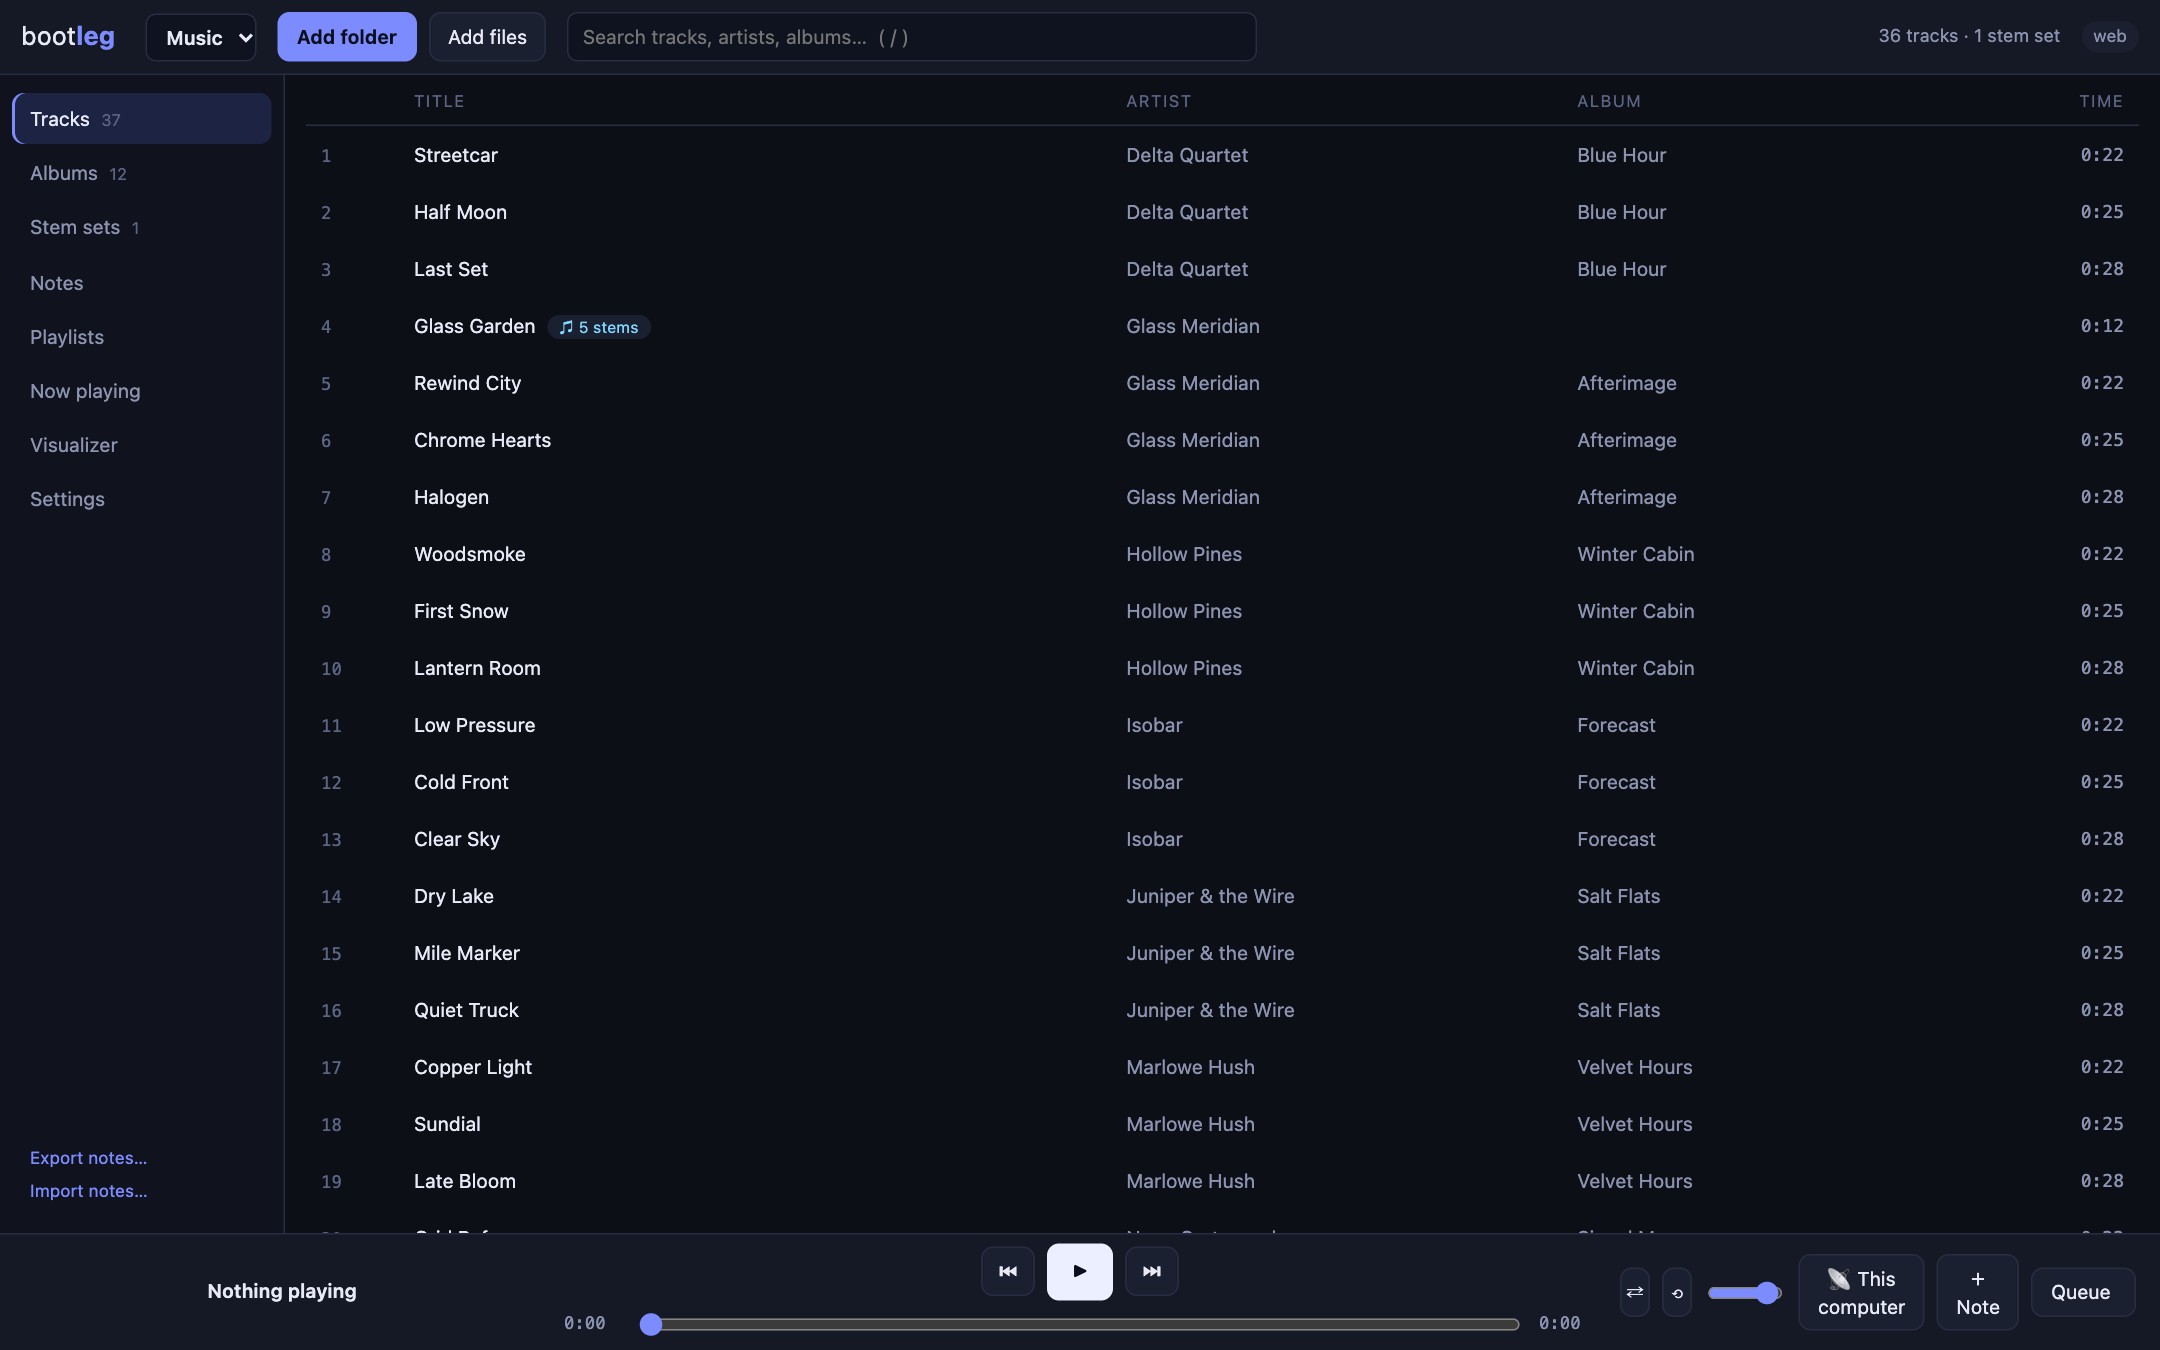 bootleg Music Add folder Add files Search tracks, artists, albums... ( / ) 36 tracks · 1 stem set web
Tracks 37
Albums 12
Stem sets 1
Notes
Playlists
Now playing
Visualizer
Settings
Export notes...
Import notes...
TITLE ARTIST ALBUM TIME
1 Streetcar Delta Quartet Blue Hour 0:22
2 Half Moon Delta Quartet Blue Hour 0:25
3 Last Set Delta Quartet Blue Hour 0:28
4 Glass Garden 5 stems Glass Meridian 0:12
5 Rewind City Glass Meridian Afterimage 0:22
6 Chrome Hearts Glass Meridian Afterimage 0:25
7 Halogen Glass Meridian Afterimage 0:28
8 Woodsmoke Hollow Pines Winter Cabin 0:22
9 First Snow Hollow Pines Winter Cabin 0:25
10 Lantern Room Hollow Pines Winter Cabin 0:28
11 Low Pressure Isobar Forecast 0:22
12 Cold Front Isobar Forecast 0:25
13 Clear Sky Isobar Forecast 0:28
14 Dry Lake Juniper & the Wire Salt Flats 0:22
15 Mile Marker Juniper & the Wire Salt Flats 0:25
16 Quiet Truck Juniper & the Wire Salt Flats 0:28
17 Copper Light Marlowe Hush Velvet Hours 0:22
18 Sundial Marlowe Hush Velvet Hours 0:25
19 Late Bloom Marlowe Hush Velvet Hours 0:28
Nothing playing
0:00 0:00
This computer
+ Note
Queue